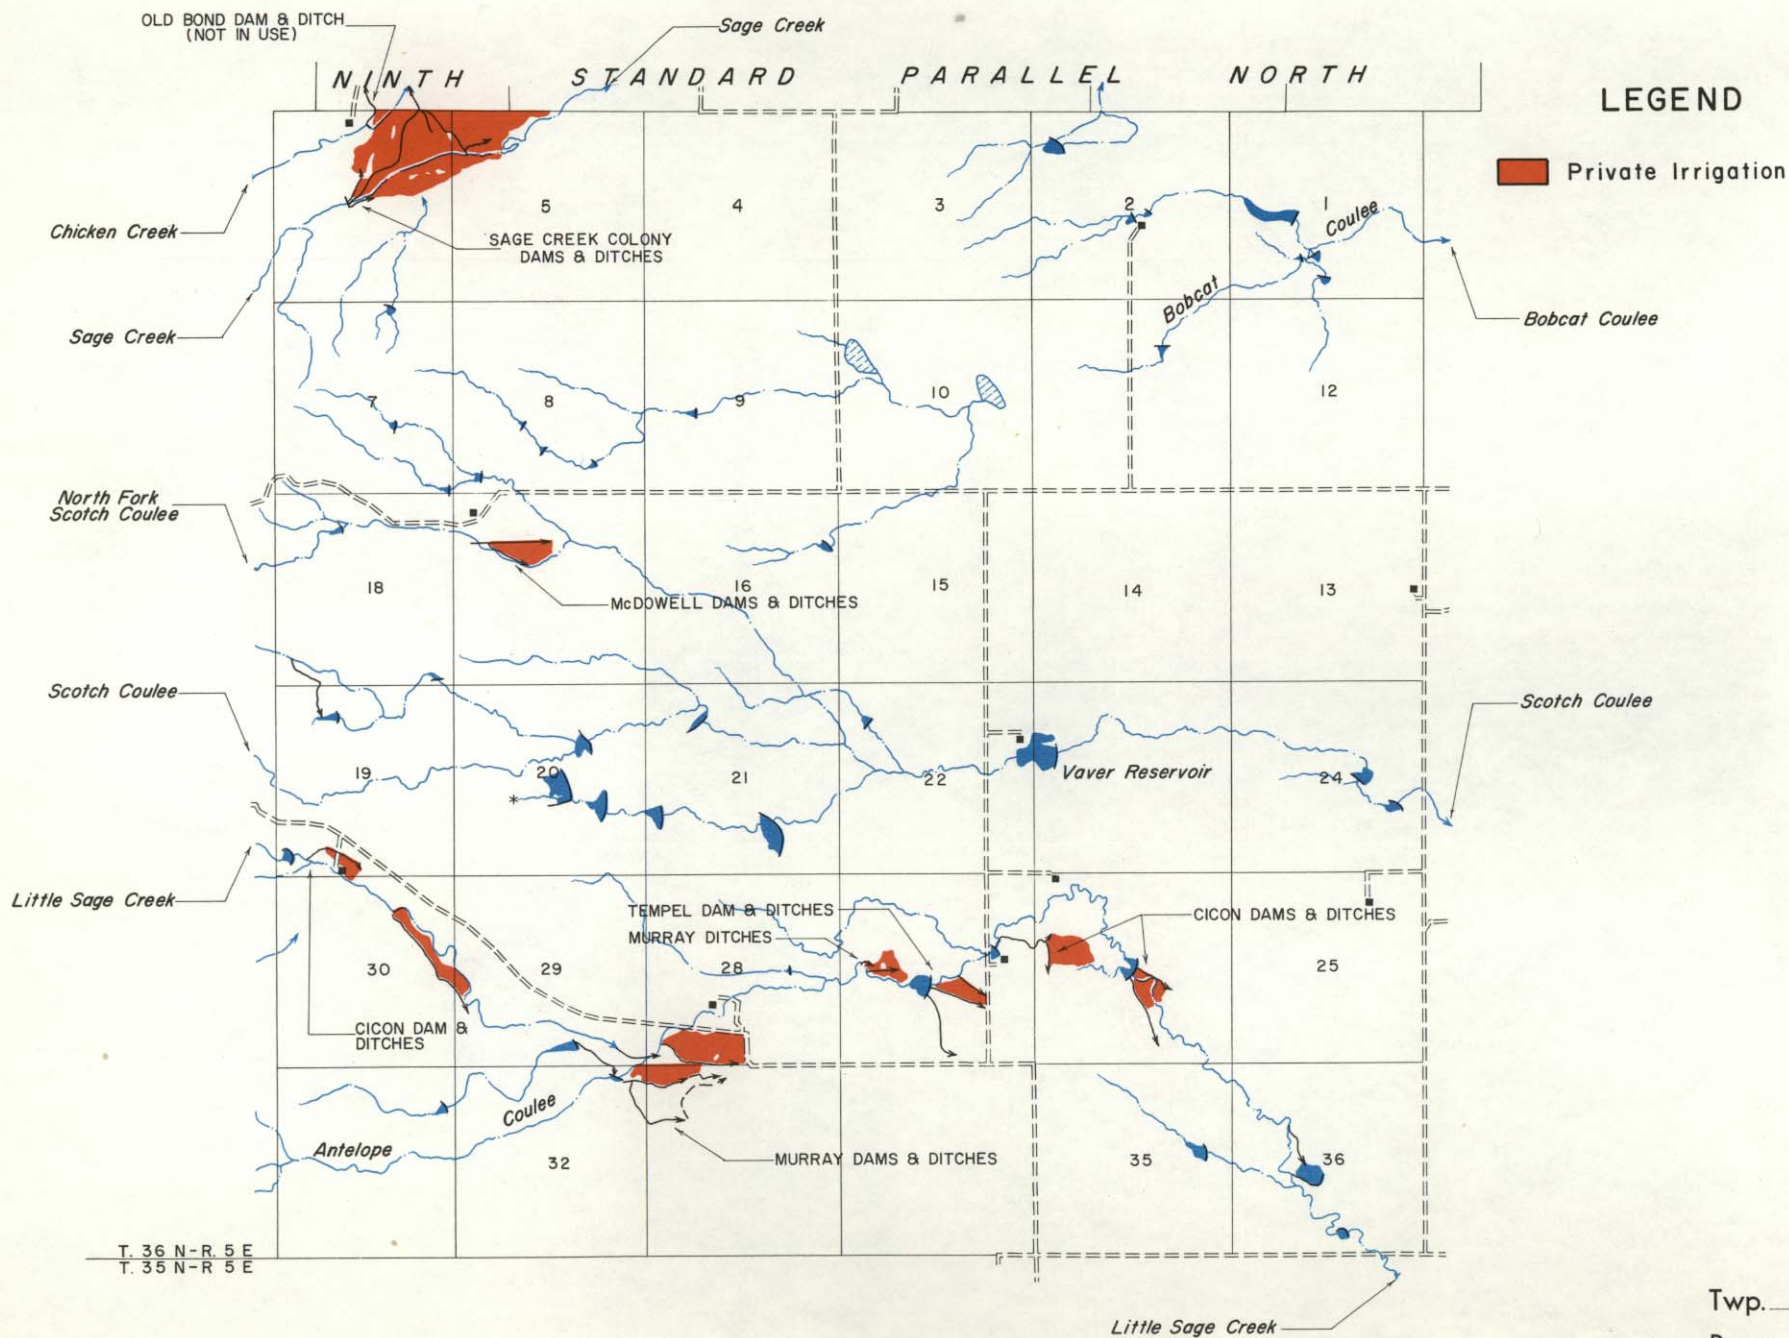 OLD BOND DAM & DITCH
(NOT IN USE)
Sage Creek
NINTH STANDARD PARALLEL NORTH
LEGEND
Private Irrigation
5
4
3
2
1
Coulee
Chicken Creek
SAGE CREEK COLONY
DAMS & DITCHES
Bobcat
Sage Creek
Bobcat Coulee
7
8
9
10
12
North Fork
Scotch Coulee
18
16
15
14
13
McDOWELL DAMS & DITCHES
Scotch Coulee
Scotch Coulee
19
20
21
22
Vaver Reservoir
24
*
Little Sage Creek
TEMPEL DAM & DITCHES
MURRAY DITCHES
CICON DAMS & DITCHES
30
29
28
25
CICON DAM &
DITCHES
Coulee
Antelope
32
MURRAY DAMS & DITCHES
35
36
T. 36 N-R. 5 E
T. 35 N-R 5 E
Twp.
Little Sage Creek